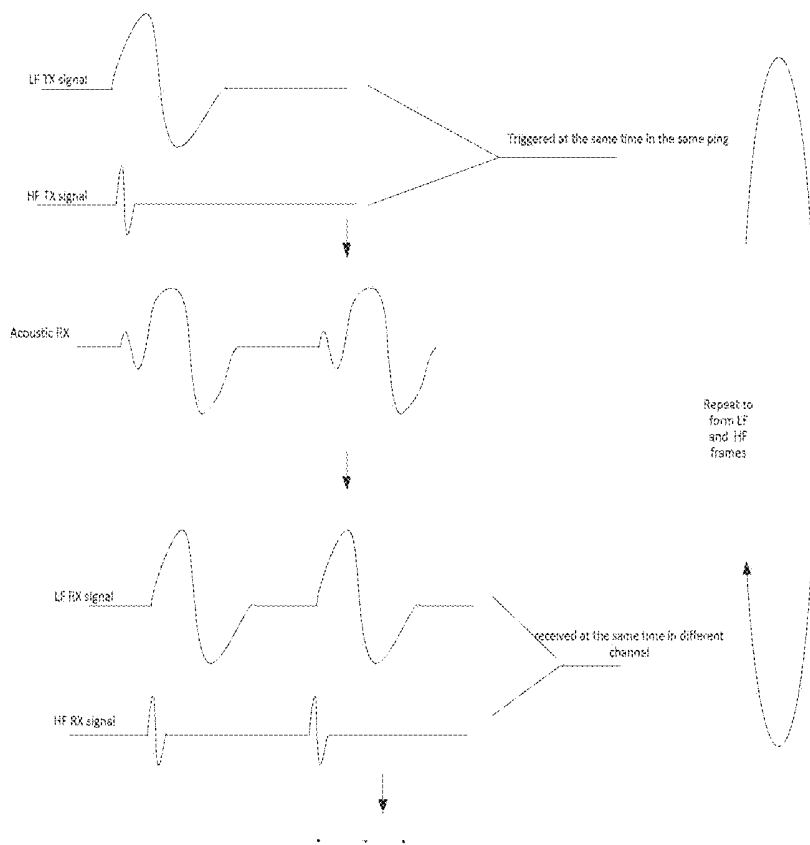 LF TX signal
Triggered at the same time in the same ping
HF TX signal
Acoustic RX
Repeat to
form LF
and HF
frames
LF RX signal
received at the same time in different
channel
HF RX signal